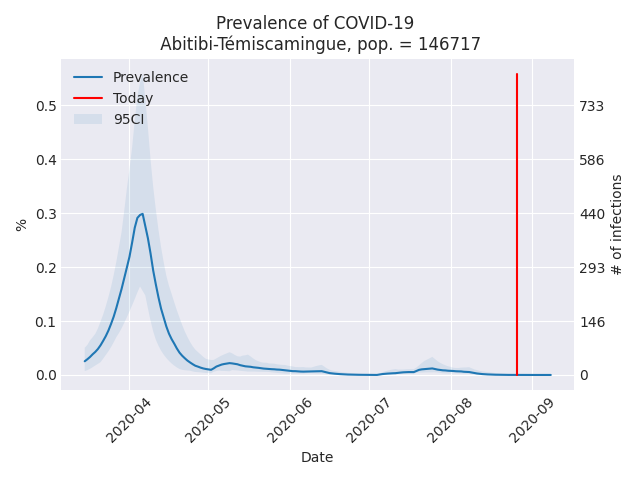 Prevalence of COVID-19
Abitibi-Témiscamingue, pop. = 146717
Prevalence
Today
95CI
0.5
0.4
0.3
0.2
0.1
0.0
%
733
586
440
293
146
0
# of infections
2020-04
2020-05
2020-06
2020-07
2020-08
2020-09
Date